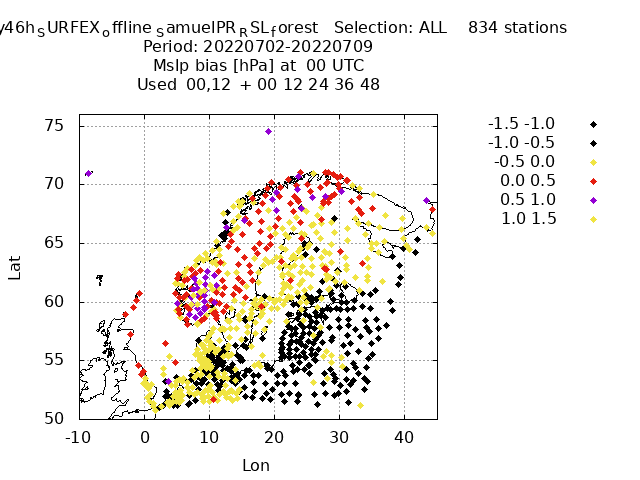 y46h_SURFEX_offline_SamuelPR_RSL_forest   Selection: ALL    834 stations
Period: 20220702-20220709
Mslp bias [hPa] at  00 UTC
Used  00,12  + 00 12 24 36 48
-1.5 -1.0
-1.0 -0.5
-0.5 0.0
0.0 0.5
0.5 1.0
1.0 1.5
75
70
65
60
55
50
Lat
-10 0 10 20 30 40
Lon